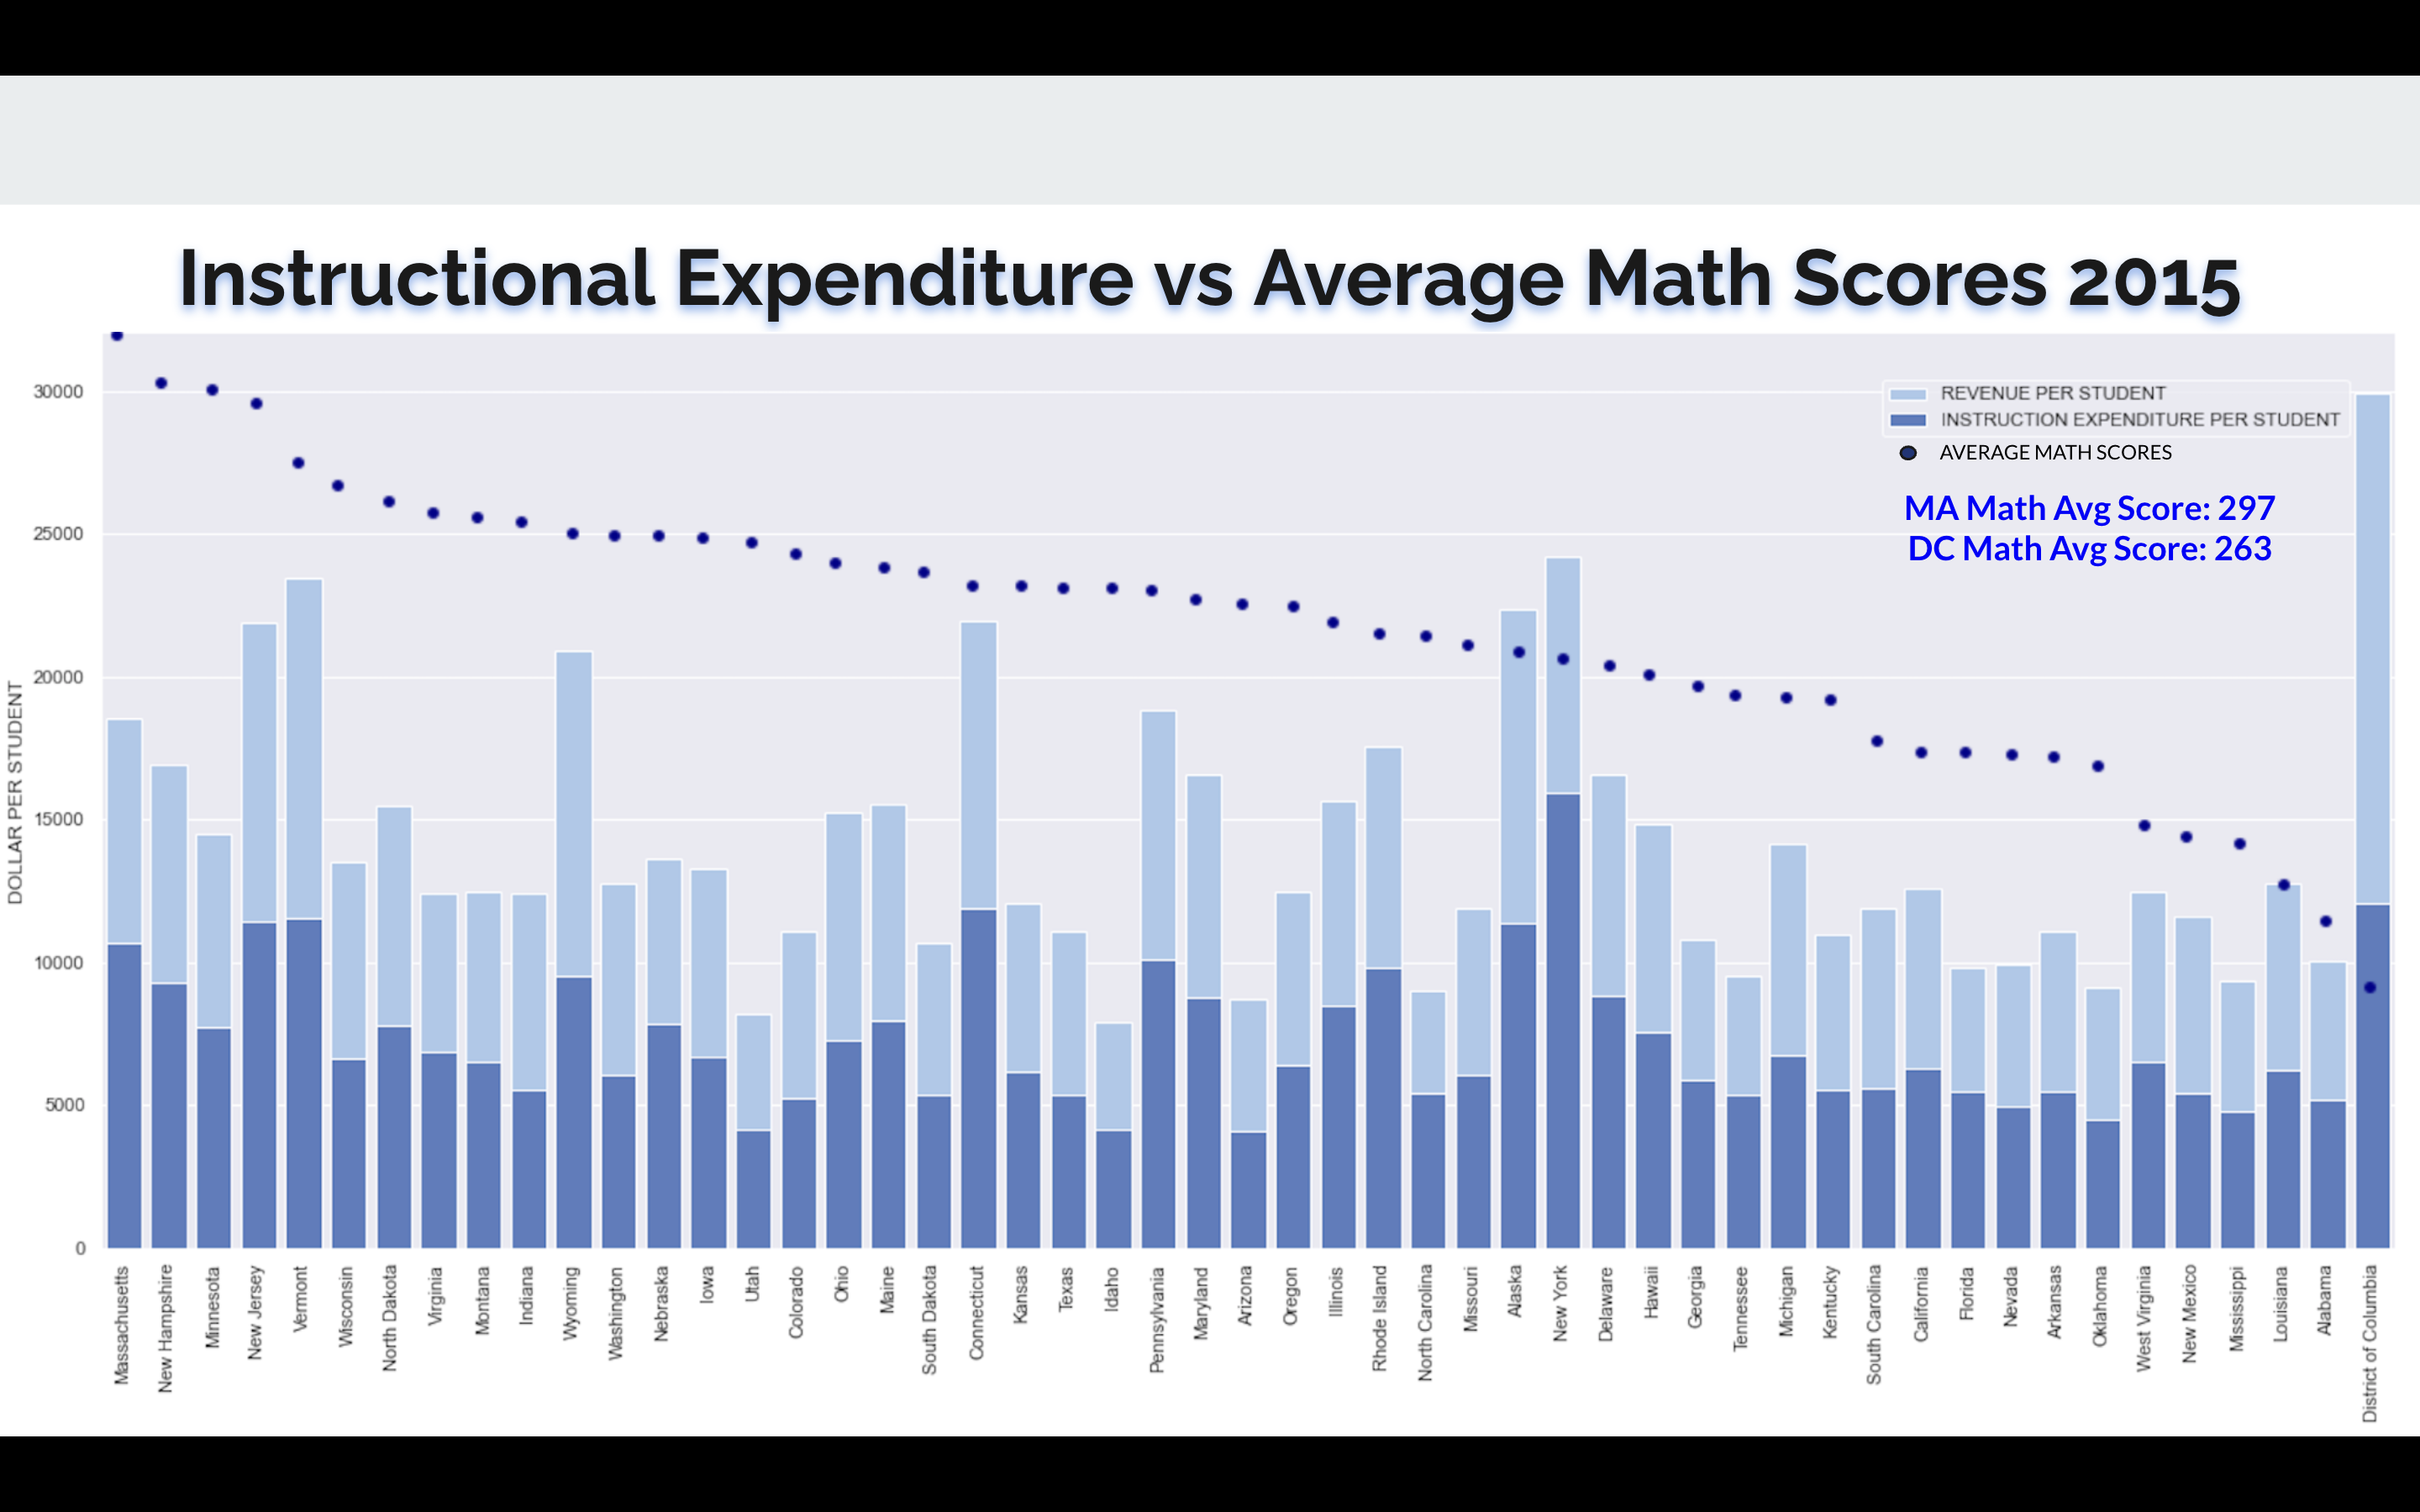 Instructional Expenditure vs Average Math Scores 2015
30000
25000
20000
15000
10000
5000
0
DOLLAR PER STUDENT
REVENUE PER STUDENT
INSTRUCTION EXPENDITURE PER STUDENT
AVERAGE MATH SCORES
MA Math Avg Score: 297
DC Math Avg Score: 263
Massachusetts
New Hampshire
Minnesota
New Jersey
Vermont
Wisconsin
North Dakota
Virginia
Montana
Indiana
Wyoming
Washington
Nebraska
Iowa
Utah
Colorado
Ohio
Maine
South Dakota
Connecticut
Kansas
Texas
Idaho
Pennsylvania
Maryland
Arizona
Oregon
Illinois
Rhode Island
North Carolina
Missouri
Alaska
New York
Delaware
Hawaii
Georgia
Tennessee
Michigan
Kentucky
South Carolina
California
Florida
Nevada
Arkansas
Oklahoma
West Virginia
New Mexico
Mississippi
Louisiana
Alabama
District of Columbia